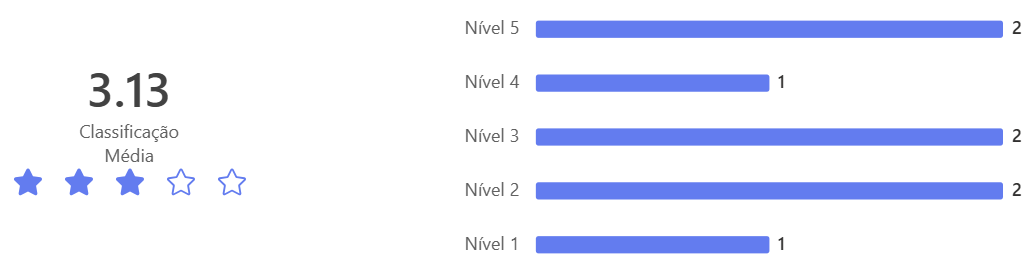 3.13
Classificação
Média
Nível 5 2
Nível 4 1
Nível 3 2
Nível 2 2
Nível 1 1